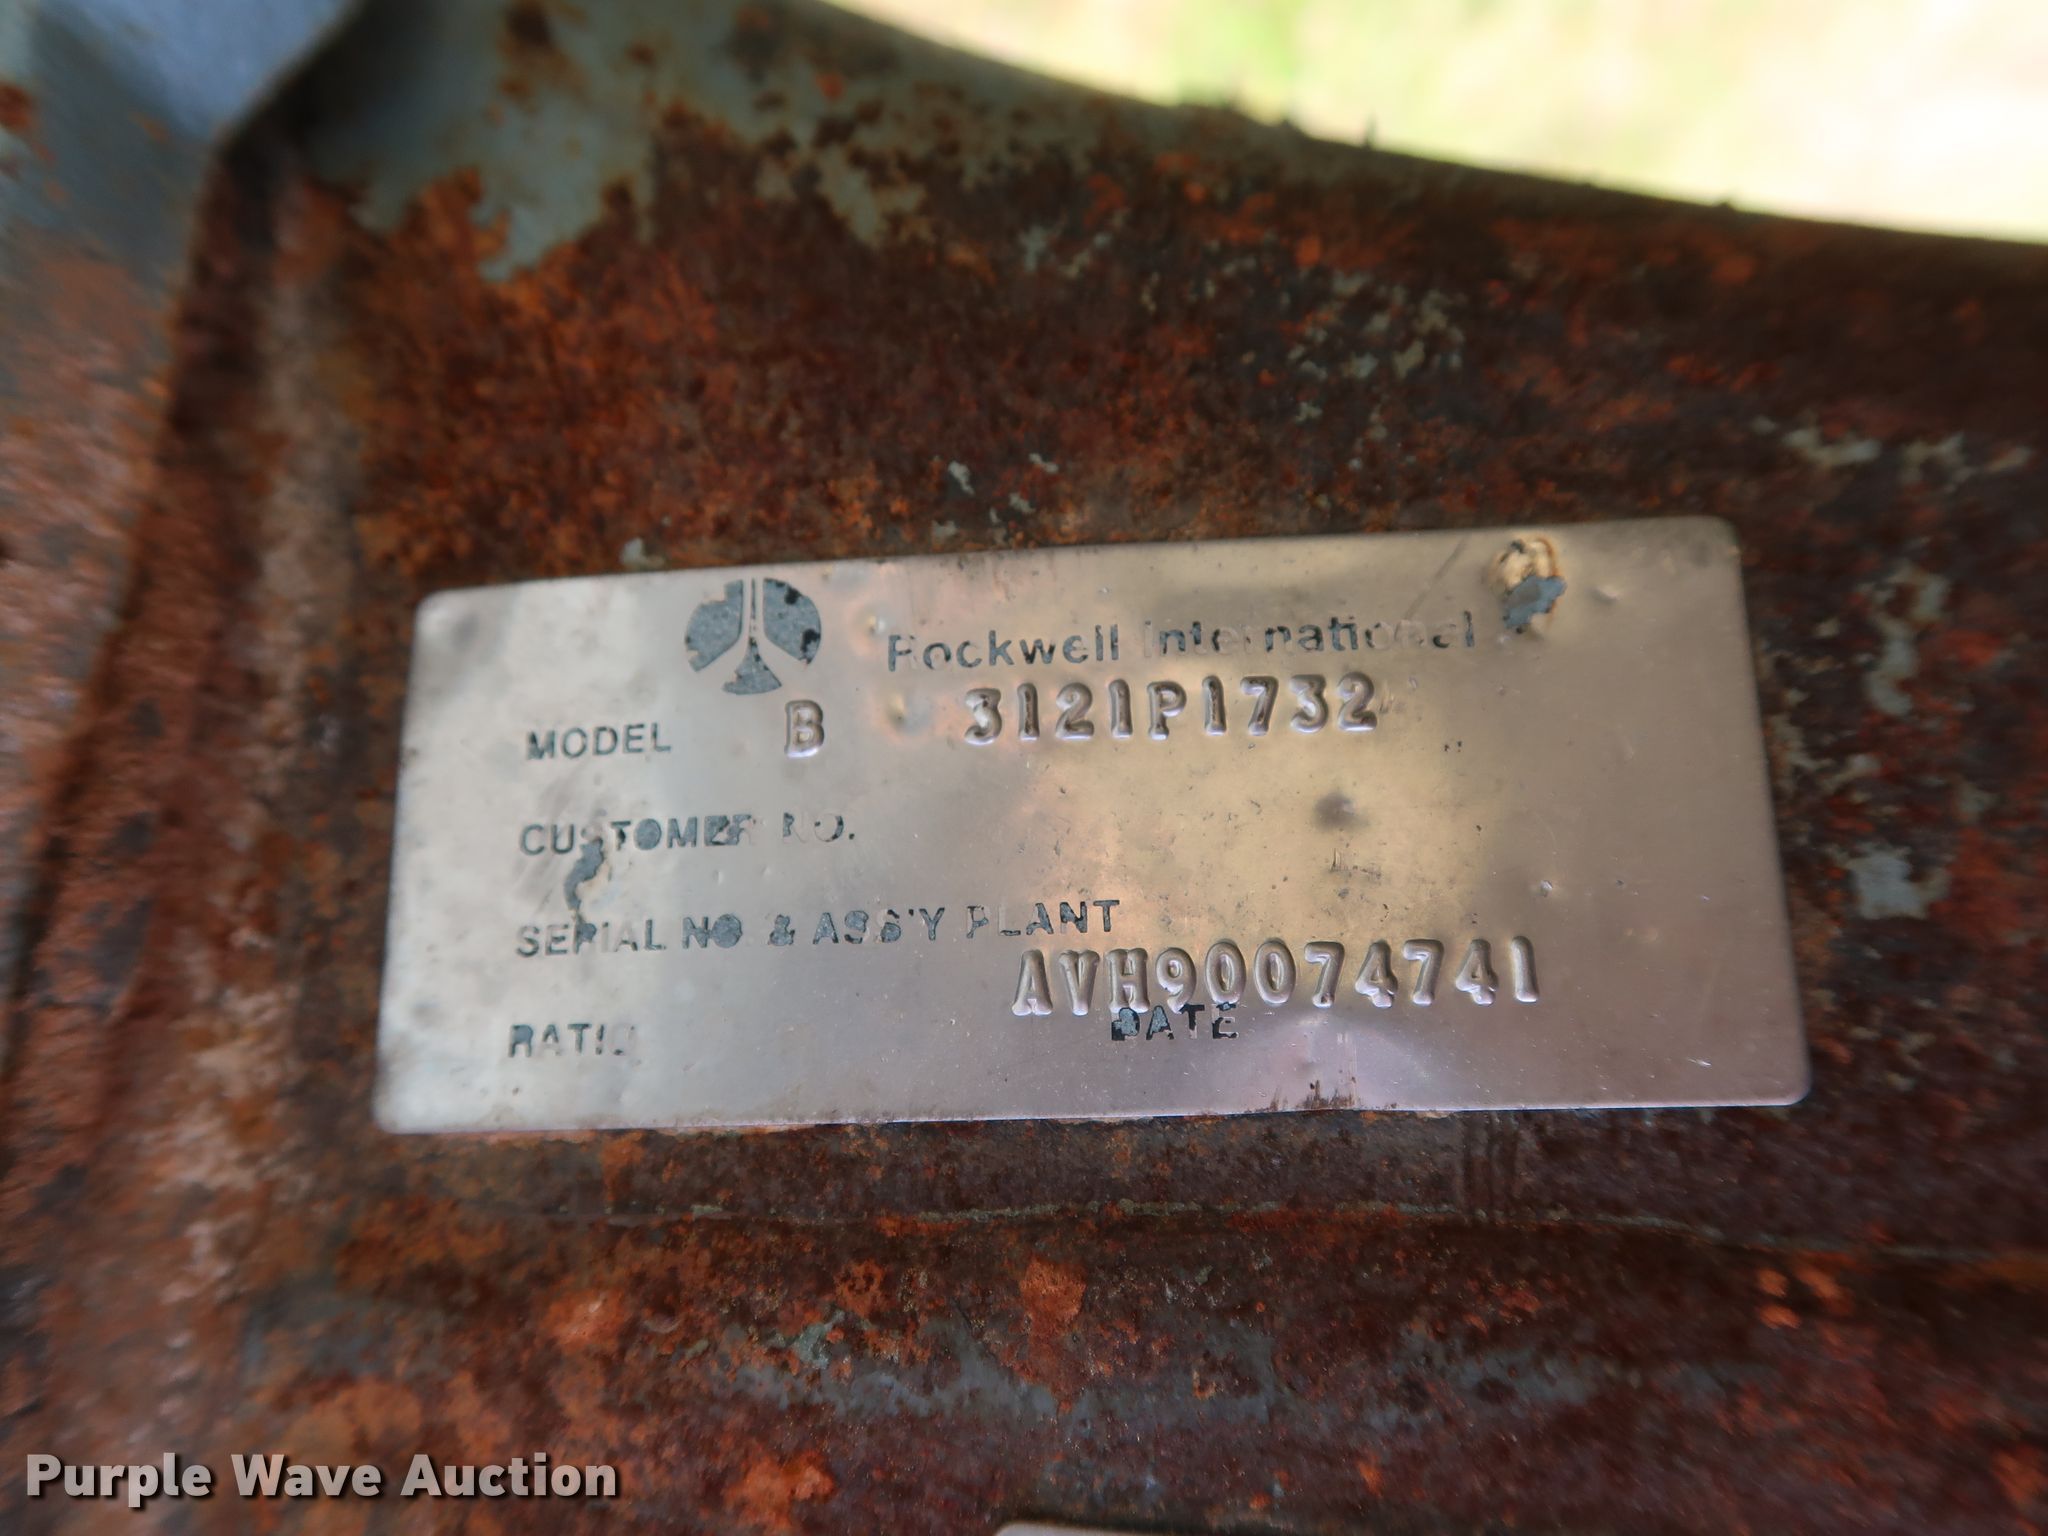 Rockwell International
MODEL B 3121P1732
CUSTOMER NO.
SERIAL NO. & ASS'Y PLANT
AVH90074741
RATIO DATE
Purple Wave Auction